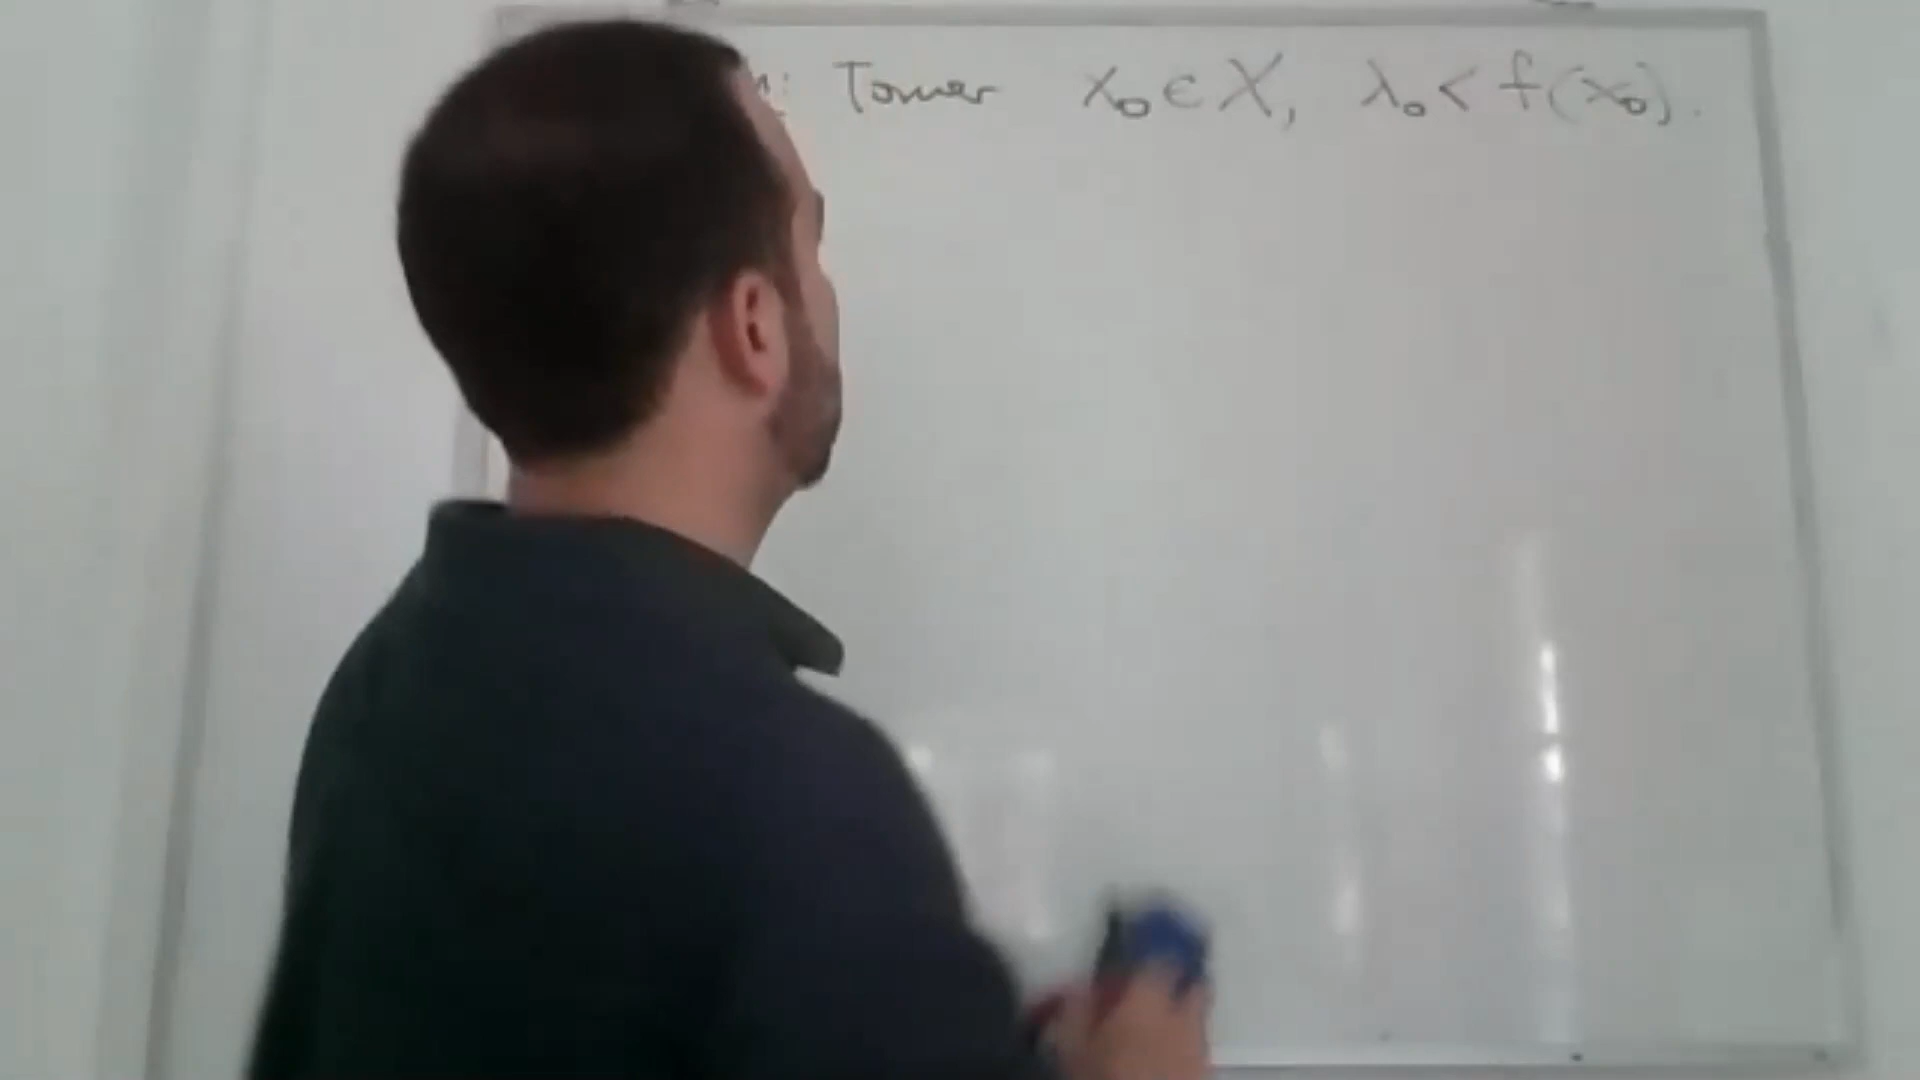 Tomar x₀ ∈ X, λ₀ < f(x₀).